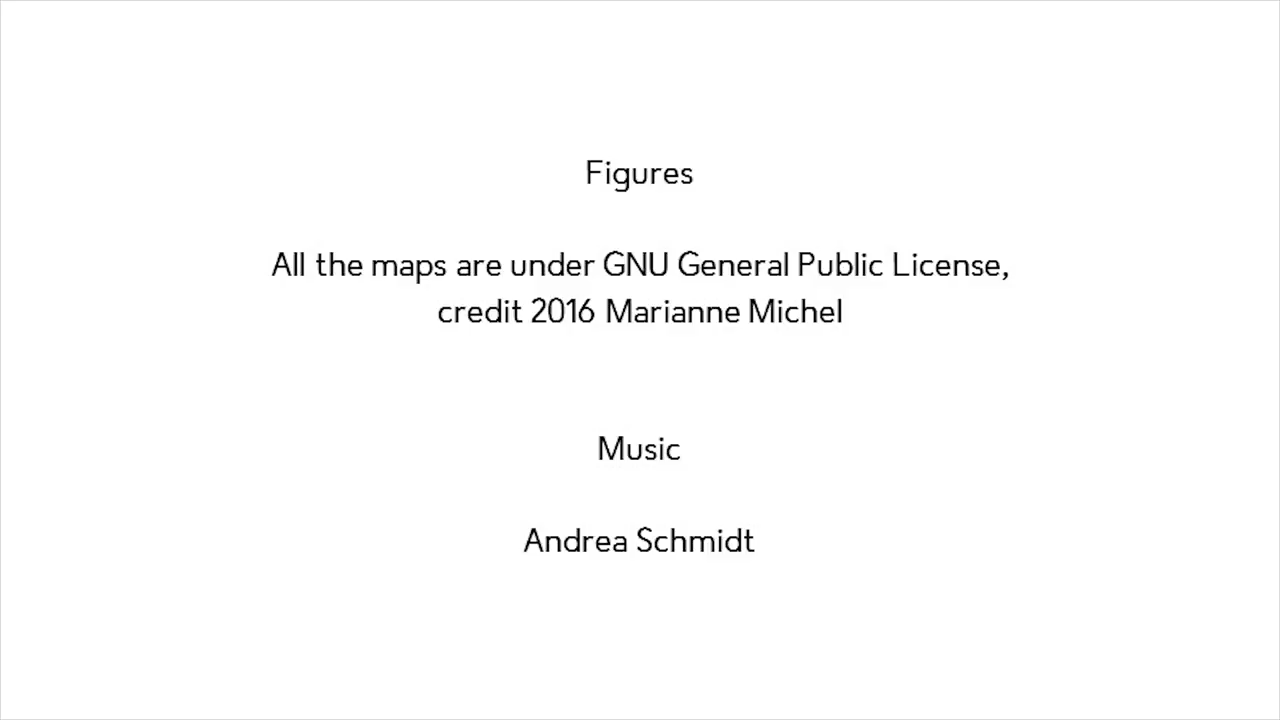 Figures
All the maps are under GNU General Public License,
credit 2016 Marianne Michel
Music
Andrea Schmidt